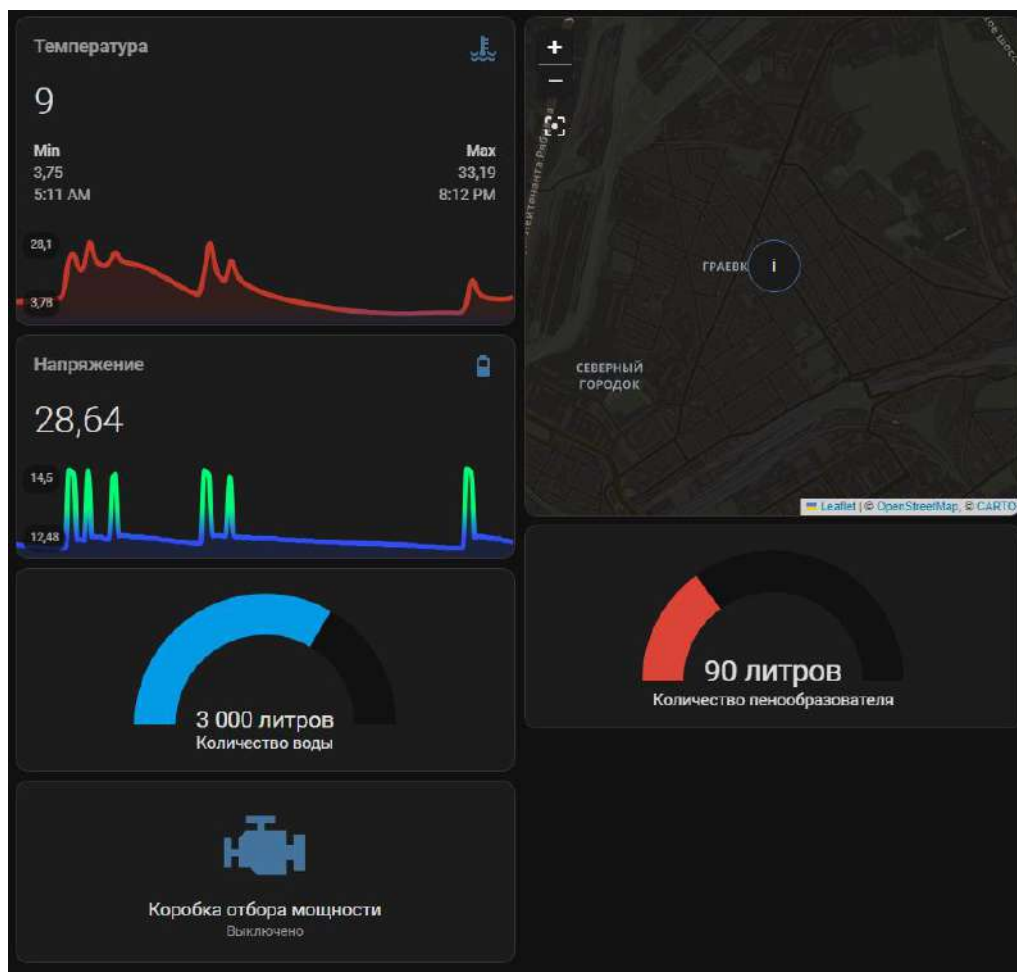 Температура
9
Min
Max
3,75
33,19
5:11 AM
8:12 PM
28,1
3,78
Напряжение
28,64
14,5
12,48
3 000 литров
Количество воды
Коробка отбора мощности
Выключено
+
−
ГРАЕВК
i
СЕВЕРНЫЙ
ГОРОДОК
Leaflet | © OpenStreetMap, © CARTO
90 литров
Количество пенообразователя